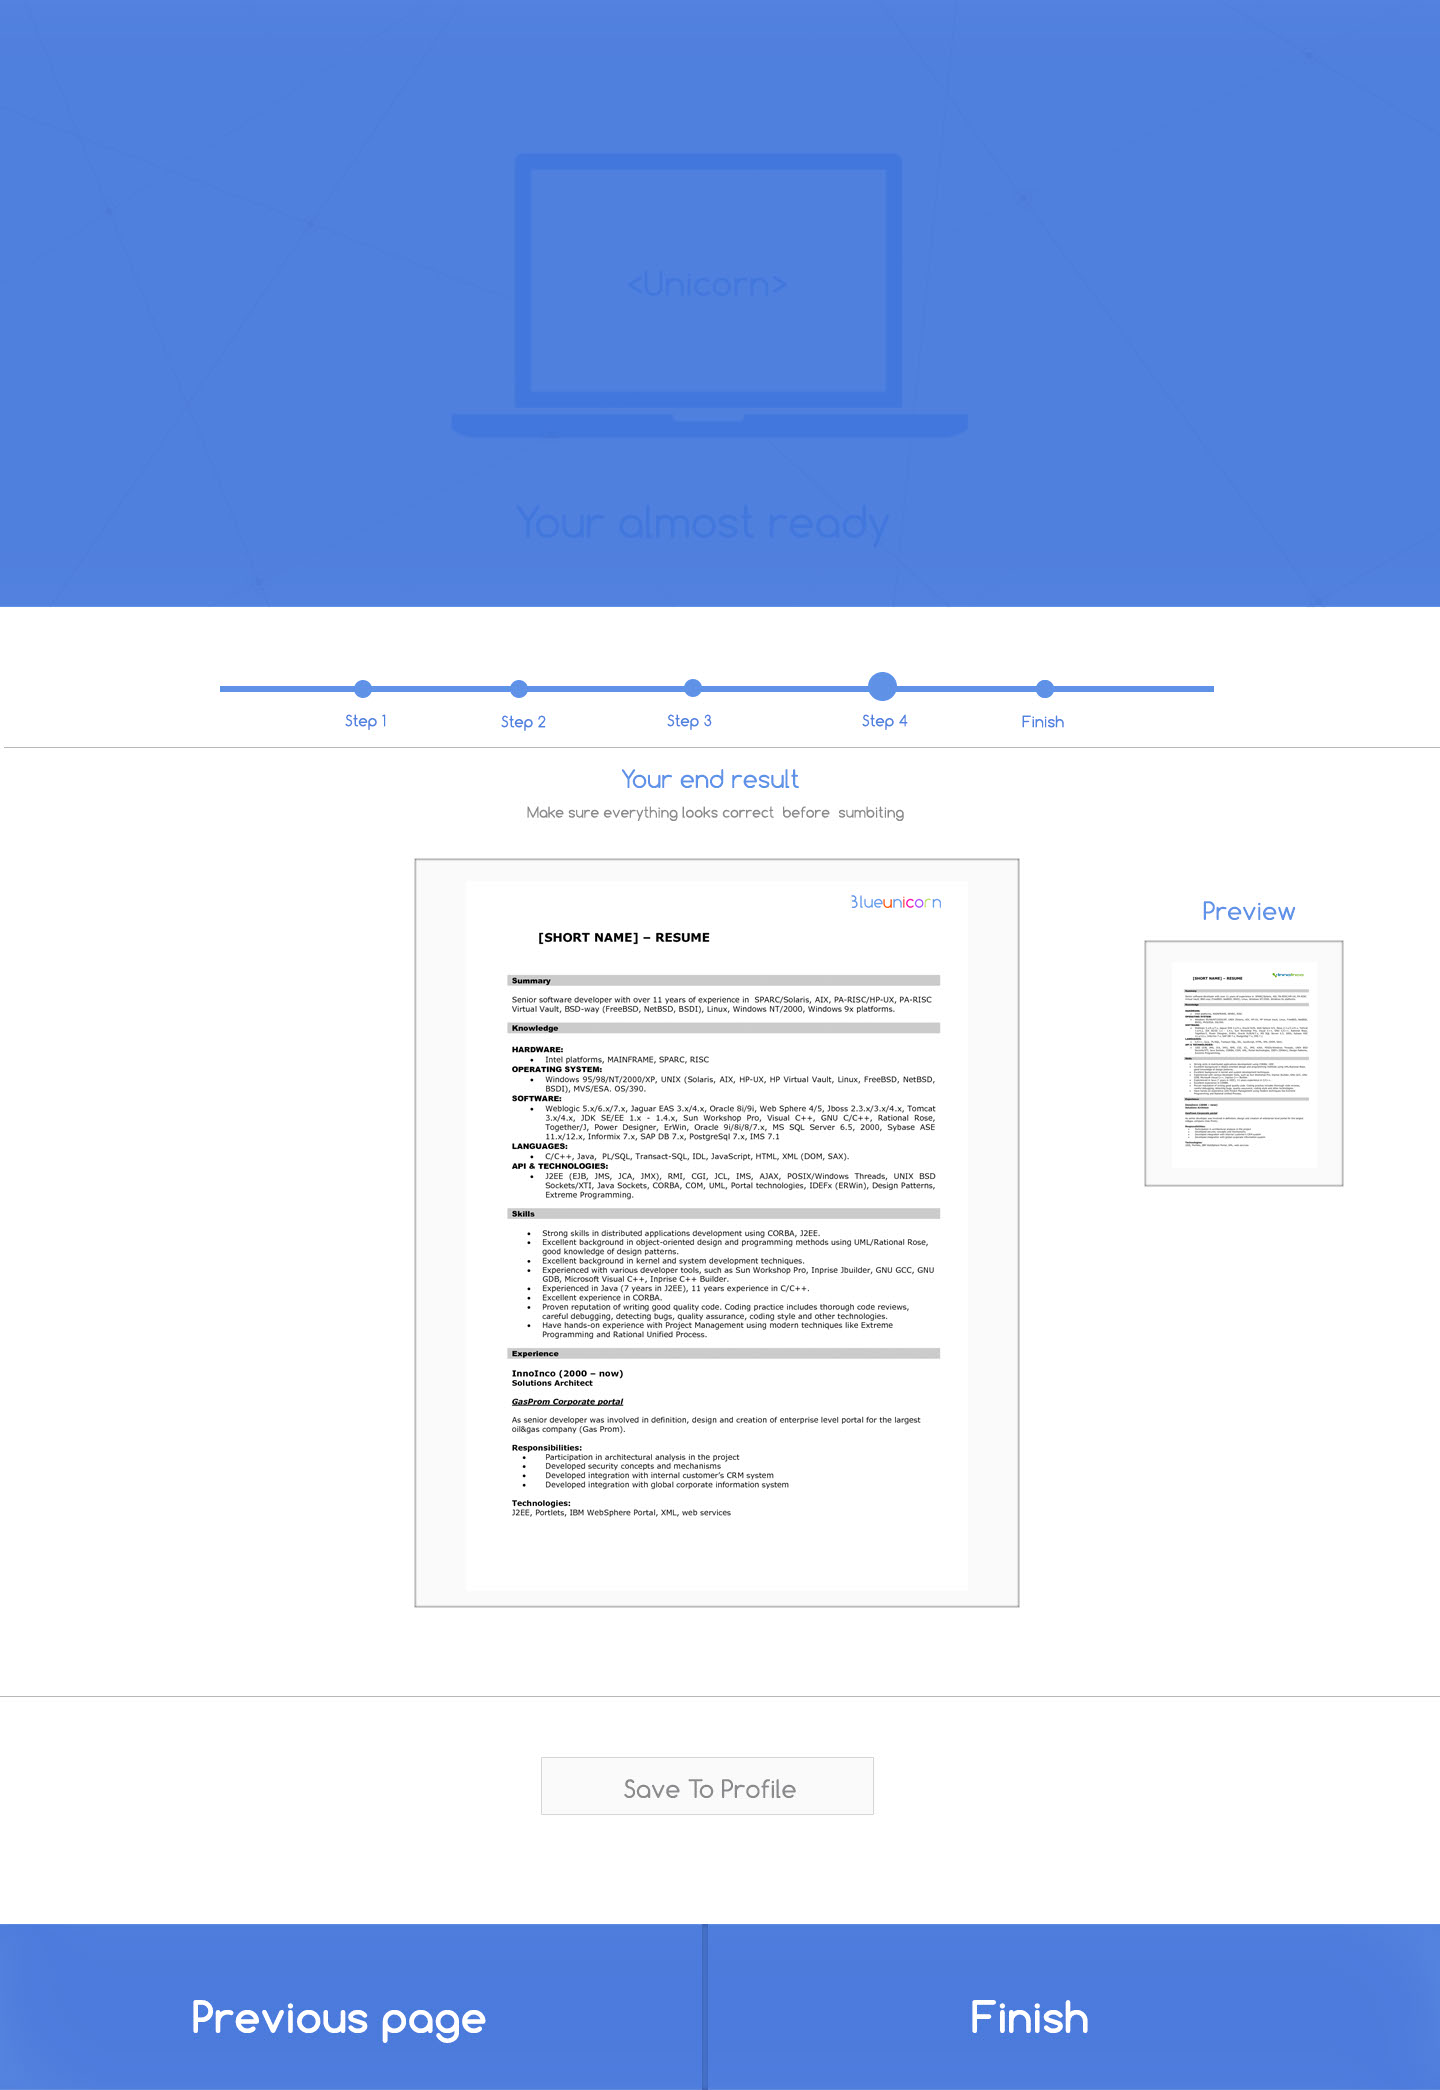 <Unicorn>
Your almost ready
Step 1
Step 2
Step 3
Step 4
Finish
Your end result
Make sure everything looks correct before sumbiting
Blueunicorn
[SHORT NAME] – RESUME
Summary
Senior software developer with over 11 years of experience in SPARC/Solaris, AIX, PA-RISC/HP-UX, PA-RISC
Virtual Vault, BSD-way (FreeBSD, NetBSD, BSDI), Linux, Windows NT/2000, Windows 9x platforms.
Knowledge
HARDWARE:
• Intel platforms, MAINFRAME, SPARC, RISC
OPERATING SYSTEM:
• Windows 95/98/NT/2000/XP, UNIX (Solaris, AIX, HP-UX, HP Virtual Vault, Linux, FreeBSD, NetBSD,
BSDI), MVS/ESA. OS/390.
SOFTWARE:
• Weblogic 5.x/6.x/7.x, Jaguar EAS 3.x/4.x, Oracle 8i/9i, Web Sphere 4/5, Jboss 2.3.x/3.x/4.x, Tomcat
3.x/4.x, JDK SE/EE 1.x - 1.4.x, Sun Workshop Pro, Visual C++, GNU C/C++, Rational Rose,
Together/J, Power Designer, ErWin, Oracle 9i/8i/8/7.x, MS SQL Server 6.5, 2000, Sybase ASE
11.x/12.x, Informix 7.x, SAP DB 7.x, PostgreSql 7.x, IMS 7.1
LANGUAGES:
• C/C++, Java, PL/SQL, Transact-SQL, IDL, JavaScript, HTML, XML (DOM, SAX).
API & TECHNOLOGIES:
• J2EE (EJB, JMS, JCA, JMX), RMI, CGI, JCL, IMS, AJAX, POSIX/Windows Threads, UNIX BSD
Sockets/XTI, Java Sockets, CORBA, COM, UML, Portal technologies, IDEFx (ERWin), Design Patterns,
Extreme Programming.
Skills
• Strong skills in distributed applications development using CORBA, J2EE.
• Excellent background in object-oriented design and programming methods using UML/Rational Rose,
good knowledge of design patterns.
• Excellent background in kernel and system development techniques.
• Experienced with various developer tools, such as Sun Workshop Pro, Inprise Jbuilder, GNU GCC, GNU
GDB, Microsoft Visual C++, Inprise C++ Builder.
• Experienced in Java (7 years in J2EE), 11 years experience in C/C++.
• Excellent experience in CORBA.
• Proven reputation of writing good quality code. Coding practice includes thorough code reviews,
careful debugging, detecting bugs, quality assurance, coding style and other technologies.
• Have hands-on experience with Project Management using modern techniques like Extreme
Programming and Rational Unified Process.
Experience
InnoInco (2000 – now)
Solutions Architect
GasProm Corporate portal
As senior developer was involved in definition, design and creation of enterprise level portal for the largest
oil&gas company (Gas Prom).
Responsibilities:
• Participation in architectural analysis in the project
• Developed security concepts and mechanisms
• Developed integration with internal customer's CRM system
• Developed integration with global corporate information system
Technologies:
J2EE, Portlets, IBM WebSphere Portal, XML, web services
Preview
[SHORT NAME] – RESUME
Save To Profile
Previous page
Finish